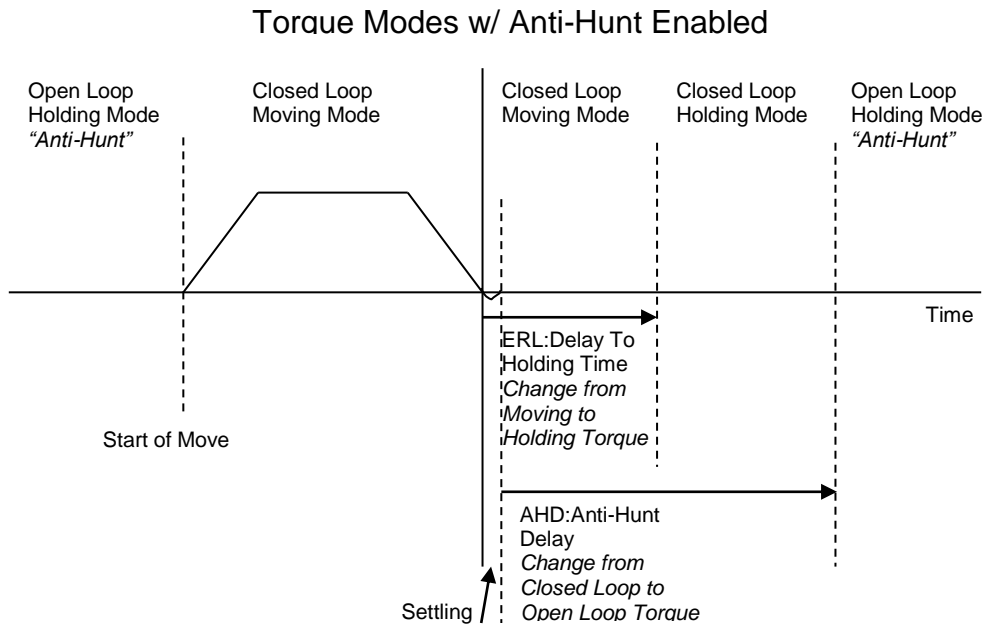 Torque Modes w/ Anti-Hunt Enabled
Open Loop
Holding Mode
“Anti-Hunt”
Closed Loop
Moving Mode
Closed Loop
Moving Mode
Closed Loop
Holding Mode
Open Loop
Holding Mode
“Anti-Hunt”
Time
ERL:Delay To
Holding Time
Change from
Moving to
Holding Torque
Start of Move
AHD:Anti-Hunt
Delay
Change from
Closed Loop to
Open Loop Torque
Settling